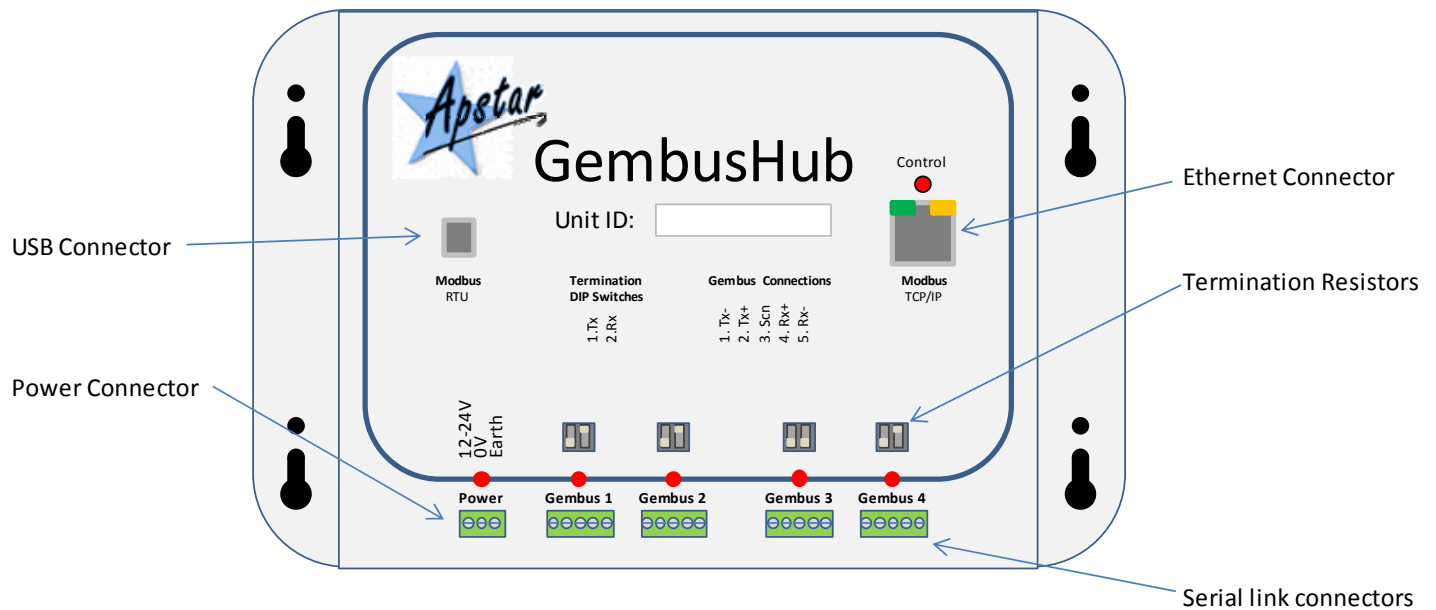 Apstar
GembusHub
Control
Ethernet Connector
Unit ID:
USB Connector
Modbus
RTU
Termination
DIP Switches
1.Tx
2.Rx
Gembus Connections
1. Tx-
2. Tx+
3. Scn
4. Rx+
5. Rx-
Modbus
TCP/IP
Termination Resistors
Power Connector
12-24V
0V
Earth
Power
Gembus 1
Gembus 2
Gembus 3
Gembus 4
Serial link connectors